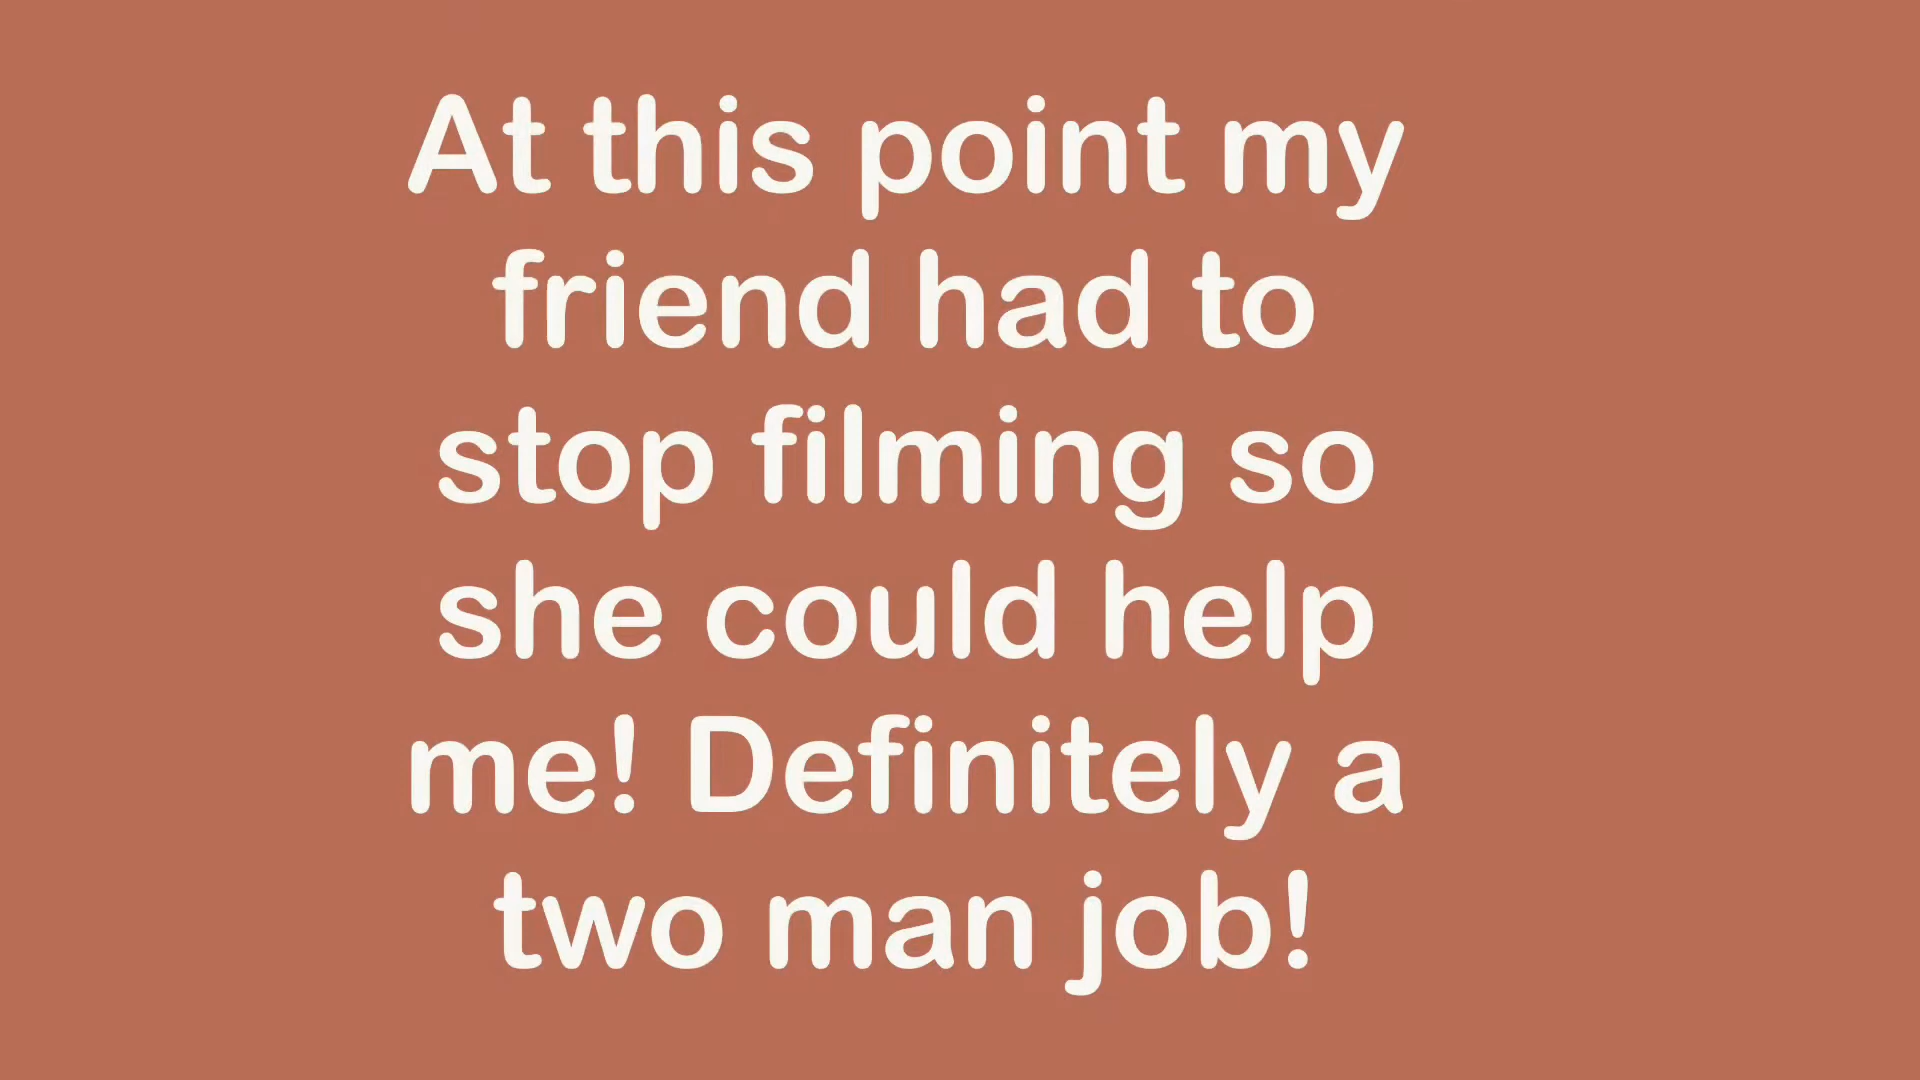 At this point my
friend had to
stop filming so
she could help
me! Definitely a
two man job!